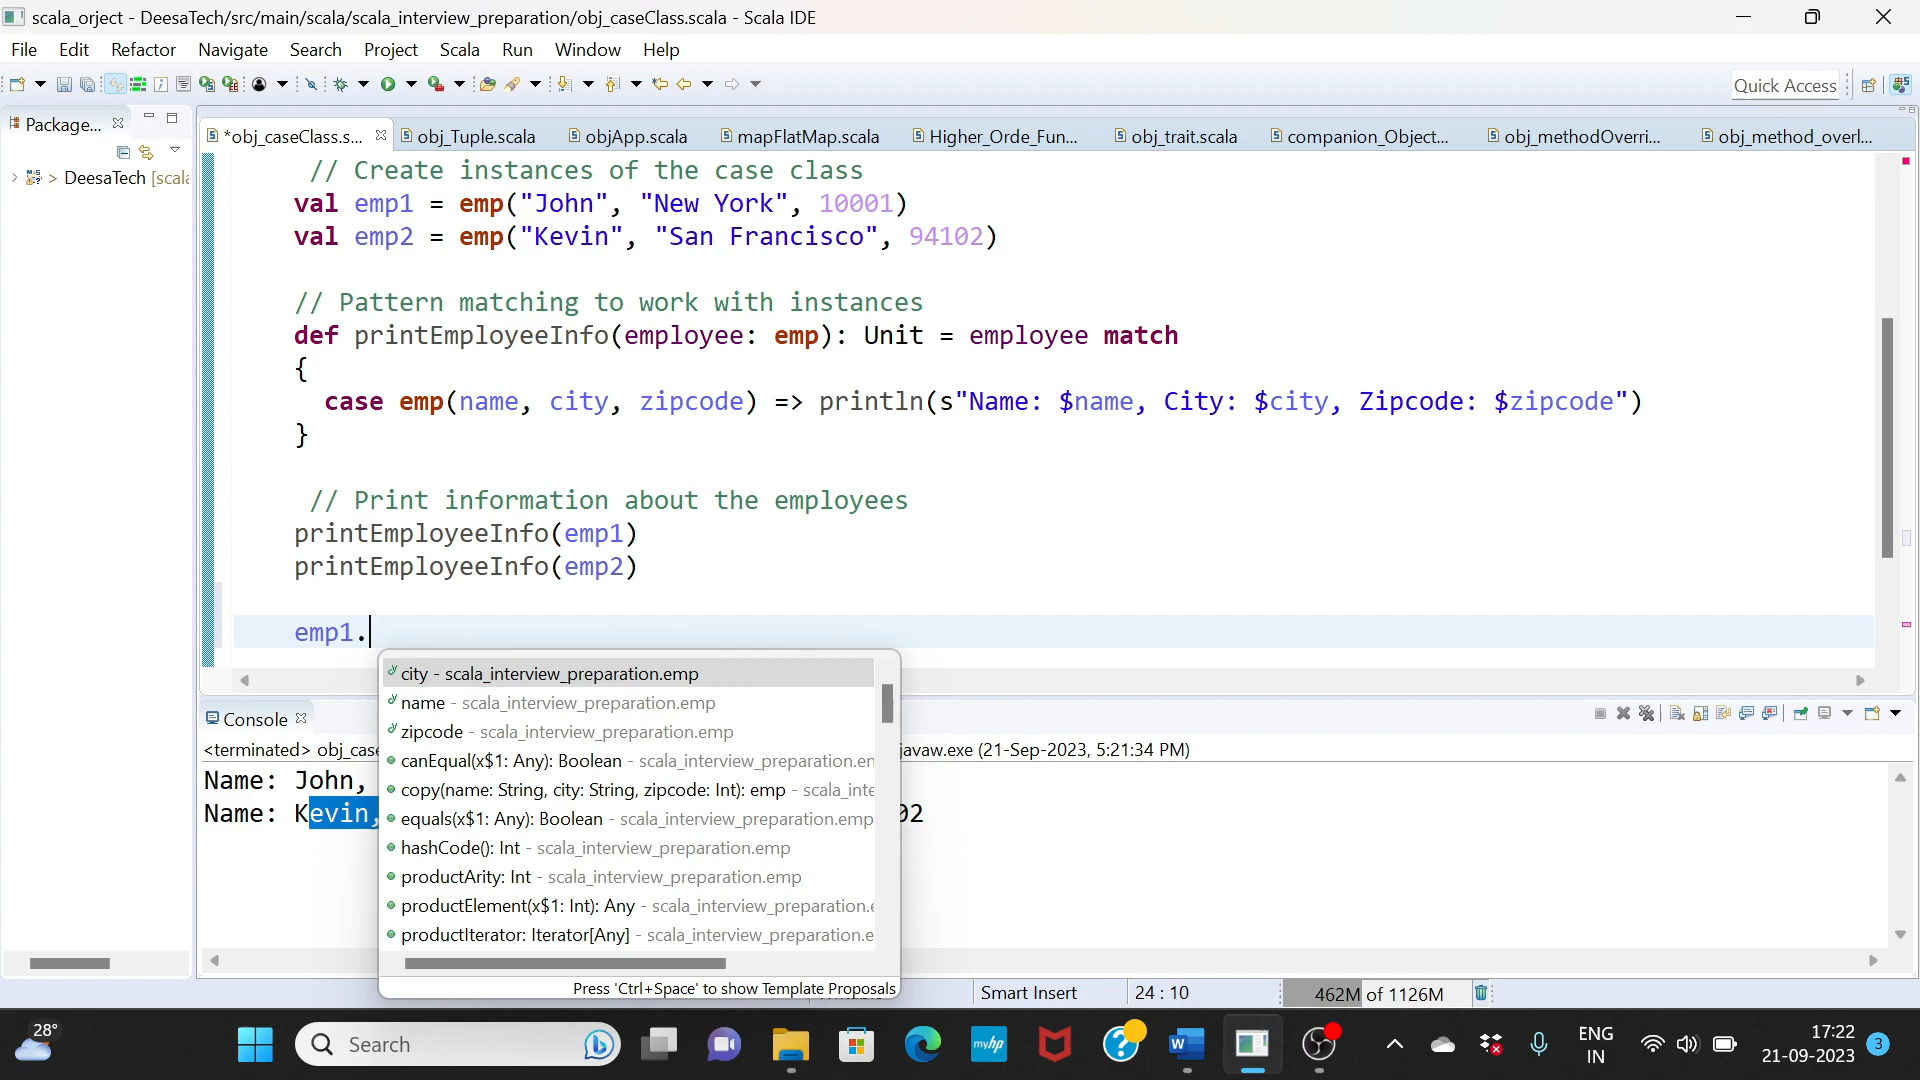 scala_orject - DeesaTech/src/main/scala/scala_interview_preparation/obj_caseClass.scala - Scala IDE
File Edit Refactor Navigate Search Project Scala Run Window Help
Quick Access
Package...
*obj_caseClass.s... obj_Tuple.scala objApp.scala mapFlatMap.scala Higher_Orde_Fun... obj_trait.scala companion_Object... obj_methodOverri... obj_method_overl...
> DeesaTech [scala
// Create instances of the case class
val emp1 = emp("John", "New York", 10001)
val emp2 = emp("Kevin", "San Francisco", 94102)
// Pattern matching to work with instances
def printEmployeeInfo(employee: emp): Unit = employee match
{
case emp(name, city, zipcode) => println(s"Name: $name, City: $city, Zipcode: $zipcode")
}
// Print information about the employees
printEmployeeInfo(emp1)
printEmployeeInfo(emp2)
emp1.
city - scala_interview_preparation.emp
name - scala_interview_preparation.emp
zipcode - scala_interview_preparation.emp
canEqual(x$1: Any): Boolean - scala_interview_preparation.em
copy(name: String, city: String, zipcode: Int): emp - scala_inte
equals(x$1: Any): Boolean - scala_interview_preparation.emp
hashCode(): Int - scala_interview_preparation.emp
productArity: Int - scala_interview_preparation.emp
productElement(x$1: Int): Any - scala_interview_preparation.e
productIterator: Iterator[Any] - scala_interview_preparation.e
Press 'Ctrl+Space' to show Template Proposals
Console
<terminated> obj_cas javaw.exe (21-Sep-2023, 5:21:34 PM)
Name: John,
Name: Kevin, 02
Smart Insert 24 : 10 462M of 1126M
28°
Search
myhp
ENG
IN
17:22
21-09-2023
3